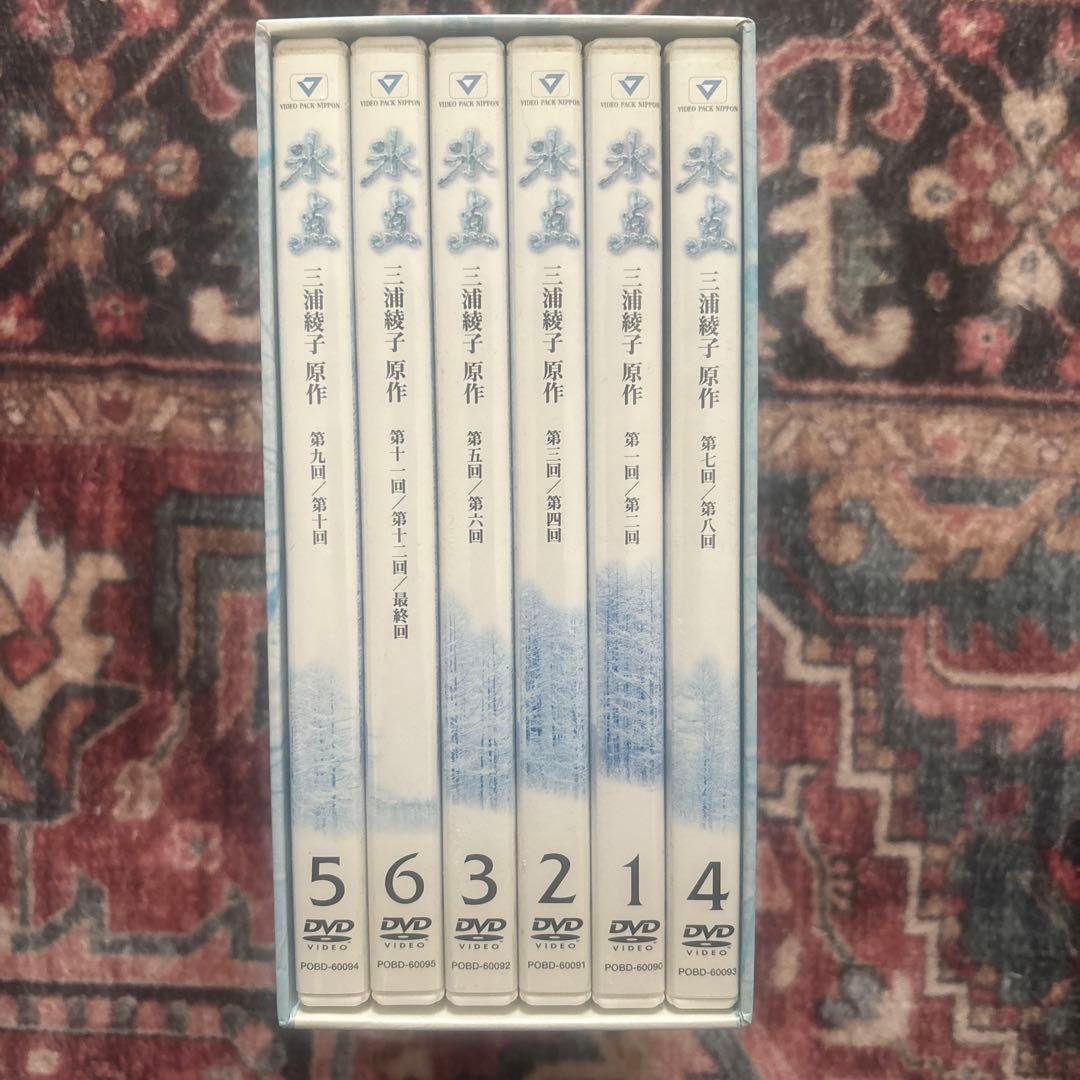 VIDEO PACK NIPPON
氷点
三浦綾子 原作
第九回/第十回
5
DVD
VIDEO
POBD-60094
VIDEO PACK NIPPON
氷点
三浦綾子 原作
第十一回/第十二回/最終回
6
DVD
VIDEO
POBD-60095
VIDEO PACK NIPPON
氷点
三浦綾子 原作
第五回/第六回
3
DVD
VIDEO
POBD-60092
VIDEO PACK NIPPON
氷点
三浦綾子 原作
第三回/第四回
2
DVD
VIDEO
POBD-60091
VIDEO PACK NIPPON
氷点
三浦綾子 原作
第一回/第二回
1
DVD
VIDEO
POBD-60090
VIDEO PACK NIPPON
氷点
三浦綾子 原作
第七回/第八回
4
DVD
VIDEO
POBD-60093